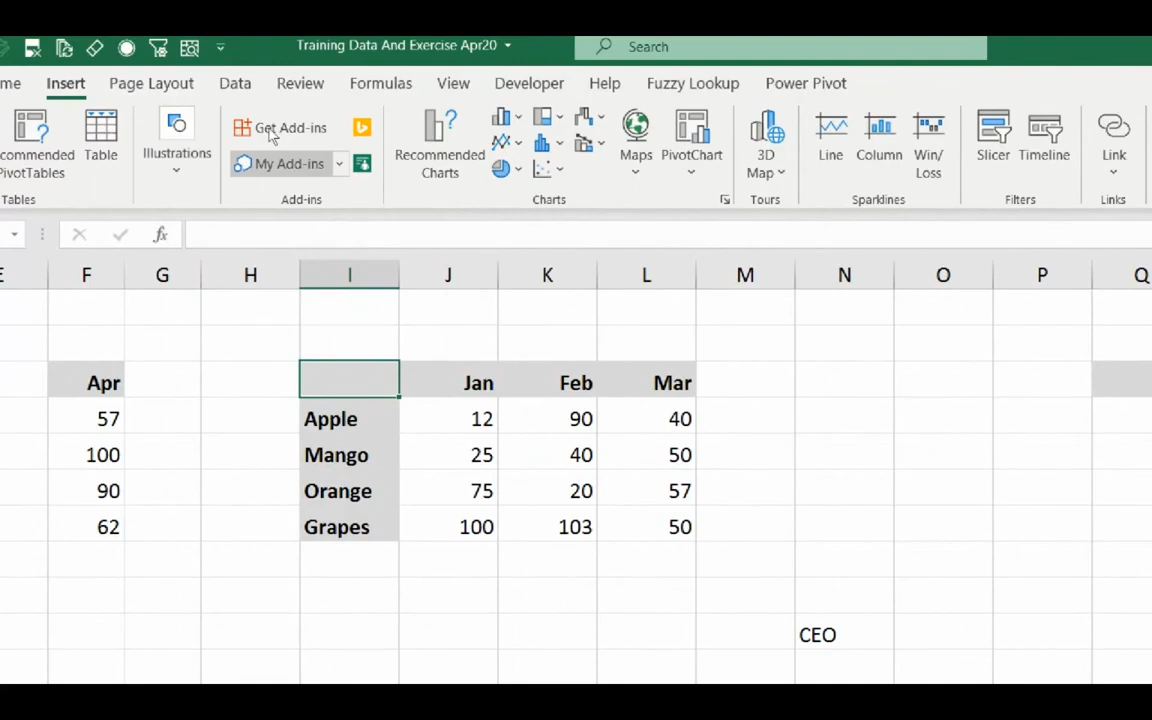 Training Data And Exercise Apr20
Search
me Insert Page Layout Data Review Formulas View Developer Help Fuzzy Lookup Power Pivot
commended
PivotTables
Table
Illustrations
Get Add-ins
My Add-ins
Recommended
Charts
Maps
PivotChart
3D
Map
Line
Column
Win/
Loss
Slicer
Timeline
Link
Tables
Add-ins
Charts
Tours
Sparklines
Filters
Links
fx
E F G H I J K L M N O P Q
Apr Jan Feb Mar
57 Apple 12 90 40
100 Mango 25 40 50
90 Orange 75 20 57
62 Grapes 100 103 50
CEO